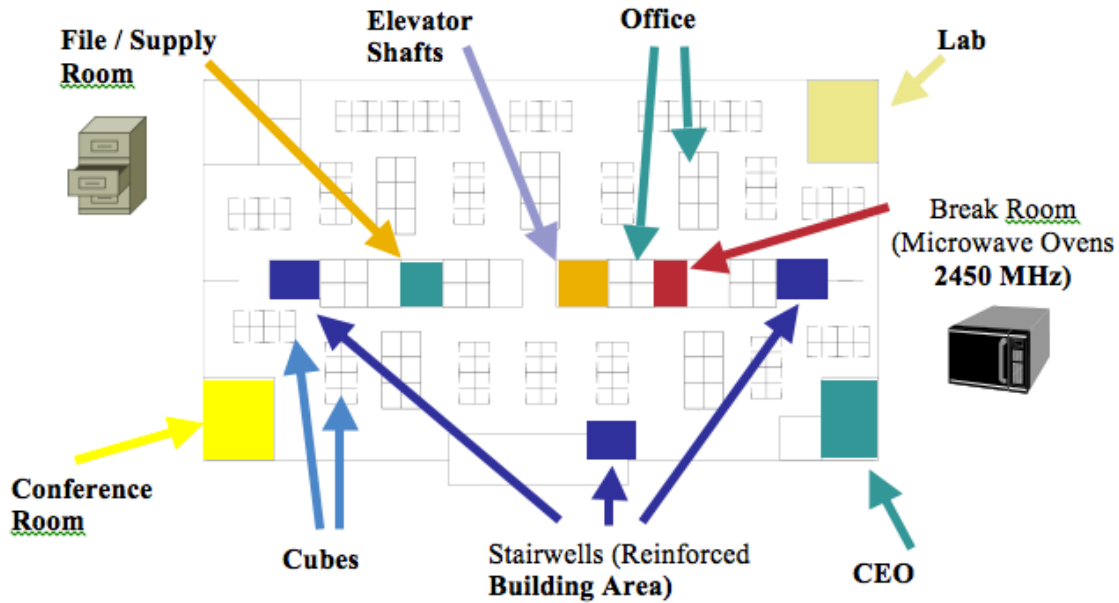 File / Supply
Room
Elevator
Shafts
Office
Lab
Break Room
(Microwave Ovens
2450 MHz)
Conference
Room
Cubes
Stairwells (Reinforced
Building Area)
CEO